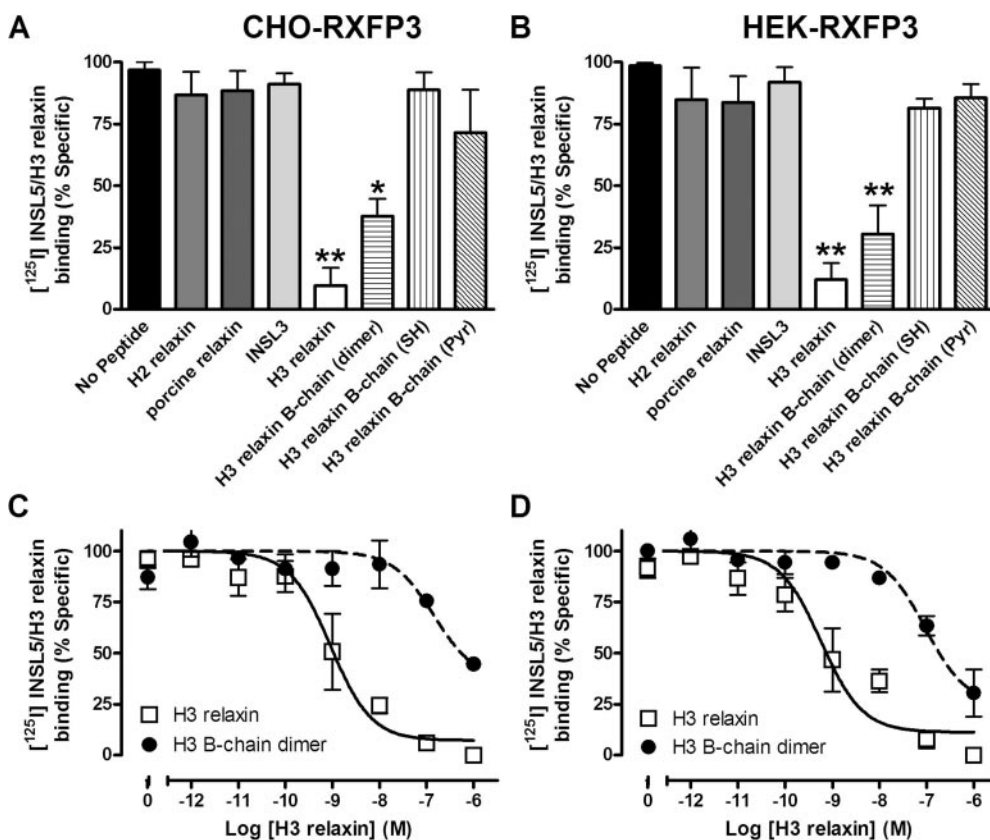 A
CHO-RXFP3
[¹²⁵I] INSL5/H3 relaxin
binding (% Specific)
100
75
50
25
0
**
*
No Peptide
H2 relaxin
porcine relaxin
INSL3
H3 relaxin
H3 relaxin B-chain (dimer)
H3 relaxin B-chain (SH)
H3 relaxin B-chain (Pyr)
B
HEK-RXFP3
[¹²⁵I] INSL5/H3 relaxin
binding (% Specific)
100
75
50
25
0
**
**
No Peptide
H2 relaxin
porcine relaxin
INSL3
H3 relaxin
H3 relaxin B-chain (dimer)
H3 relaxin B-chain (SH)
H3 relaxin B-chain (Pyr)
C
[¹²⁵I] INSL5/H3 relaxin
binding (% Specific)
100
75
50
25
0
H3 relaxin
H3 B-chain dimer
0 -12 -11 -10 -9 -8 -7 -6
Log [H3 relaxin] (M)
D
[¹²⁵I] INSL5/H3 relaxin
binding (% Specific)
100
75
50
25
0
H3 relaxin
H3 B-chain dimer
0 -12 -11 -10 -9 -8 -7 -6
Log [H3 relaxin] (M)